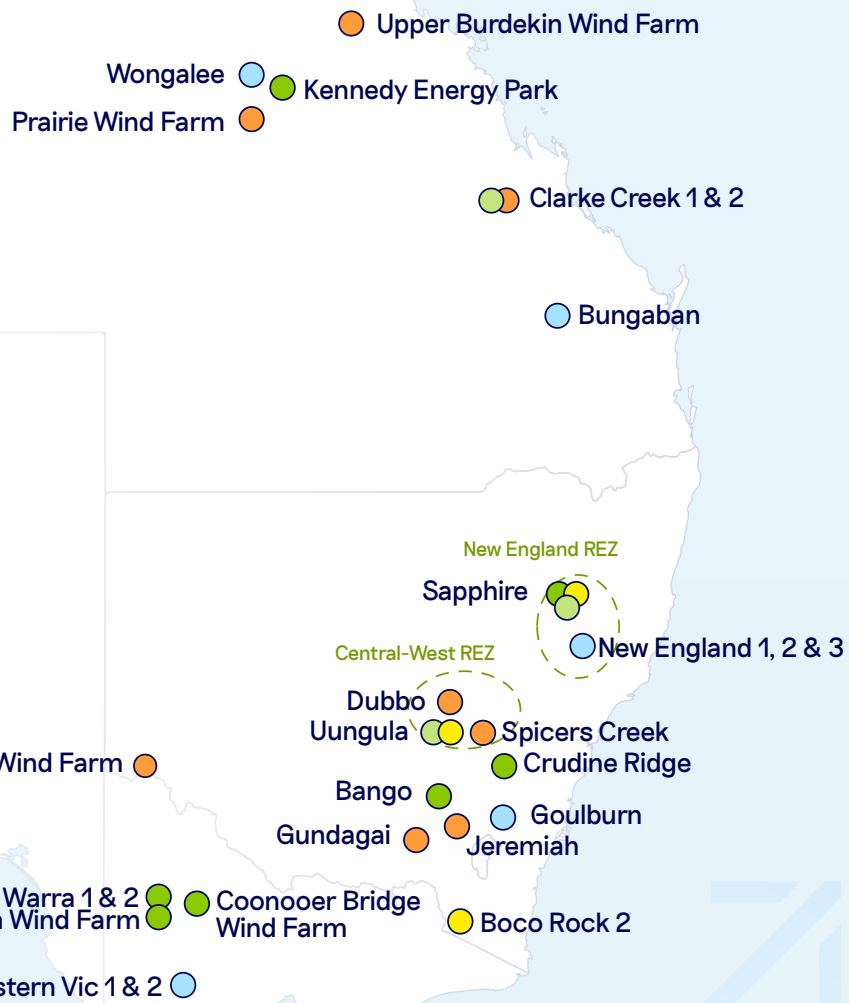 Upper Burdekin Wind Farm
Wongalee
Kennedy Energy Park
Prairie Wind Farm
Clarke Creek 1 & 2
Bungaban
New England REZ
Sapphire
New England 1, 2 & 3
Central-West REZ
Dubbo
Uungula
Spicers Creek
Wind Farm
Crudine Ridge
Bango
Goulburn
Gundagai
Jeremiah
Warra 1 & 2
Coonooer Bridge
Wind Farm
Wind Farm
Boco Rock 2
stern Vic 1 & 2